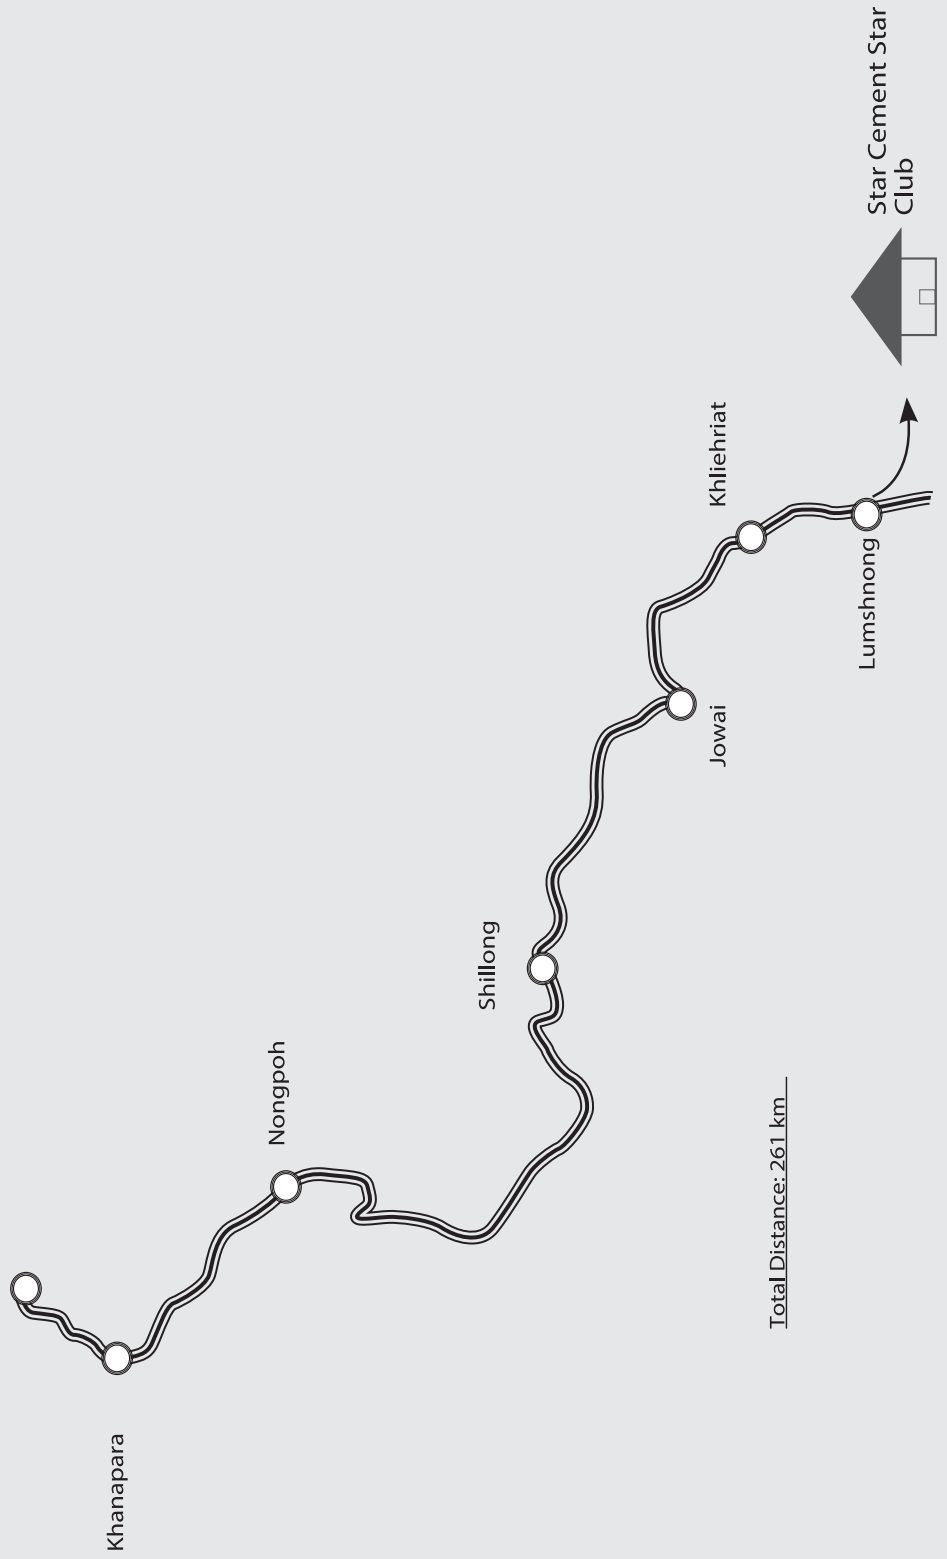 Khanapara
Nongpoh
Shillong
Jowai
Khliehriat
Lumshnong
Star Cement Star
Club
Total Distance: 261 km